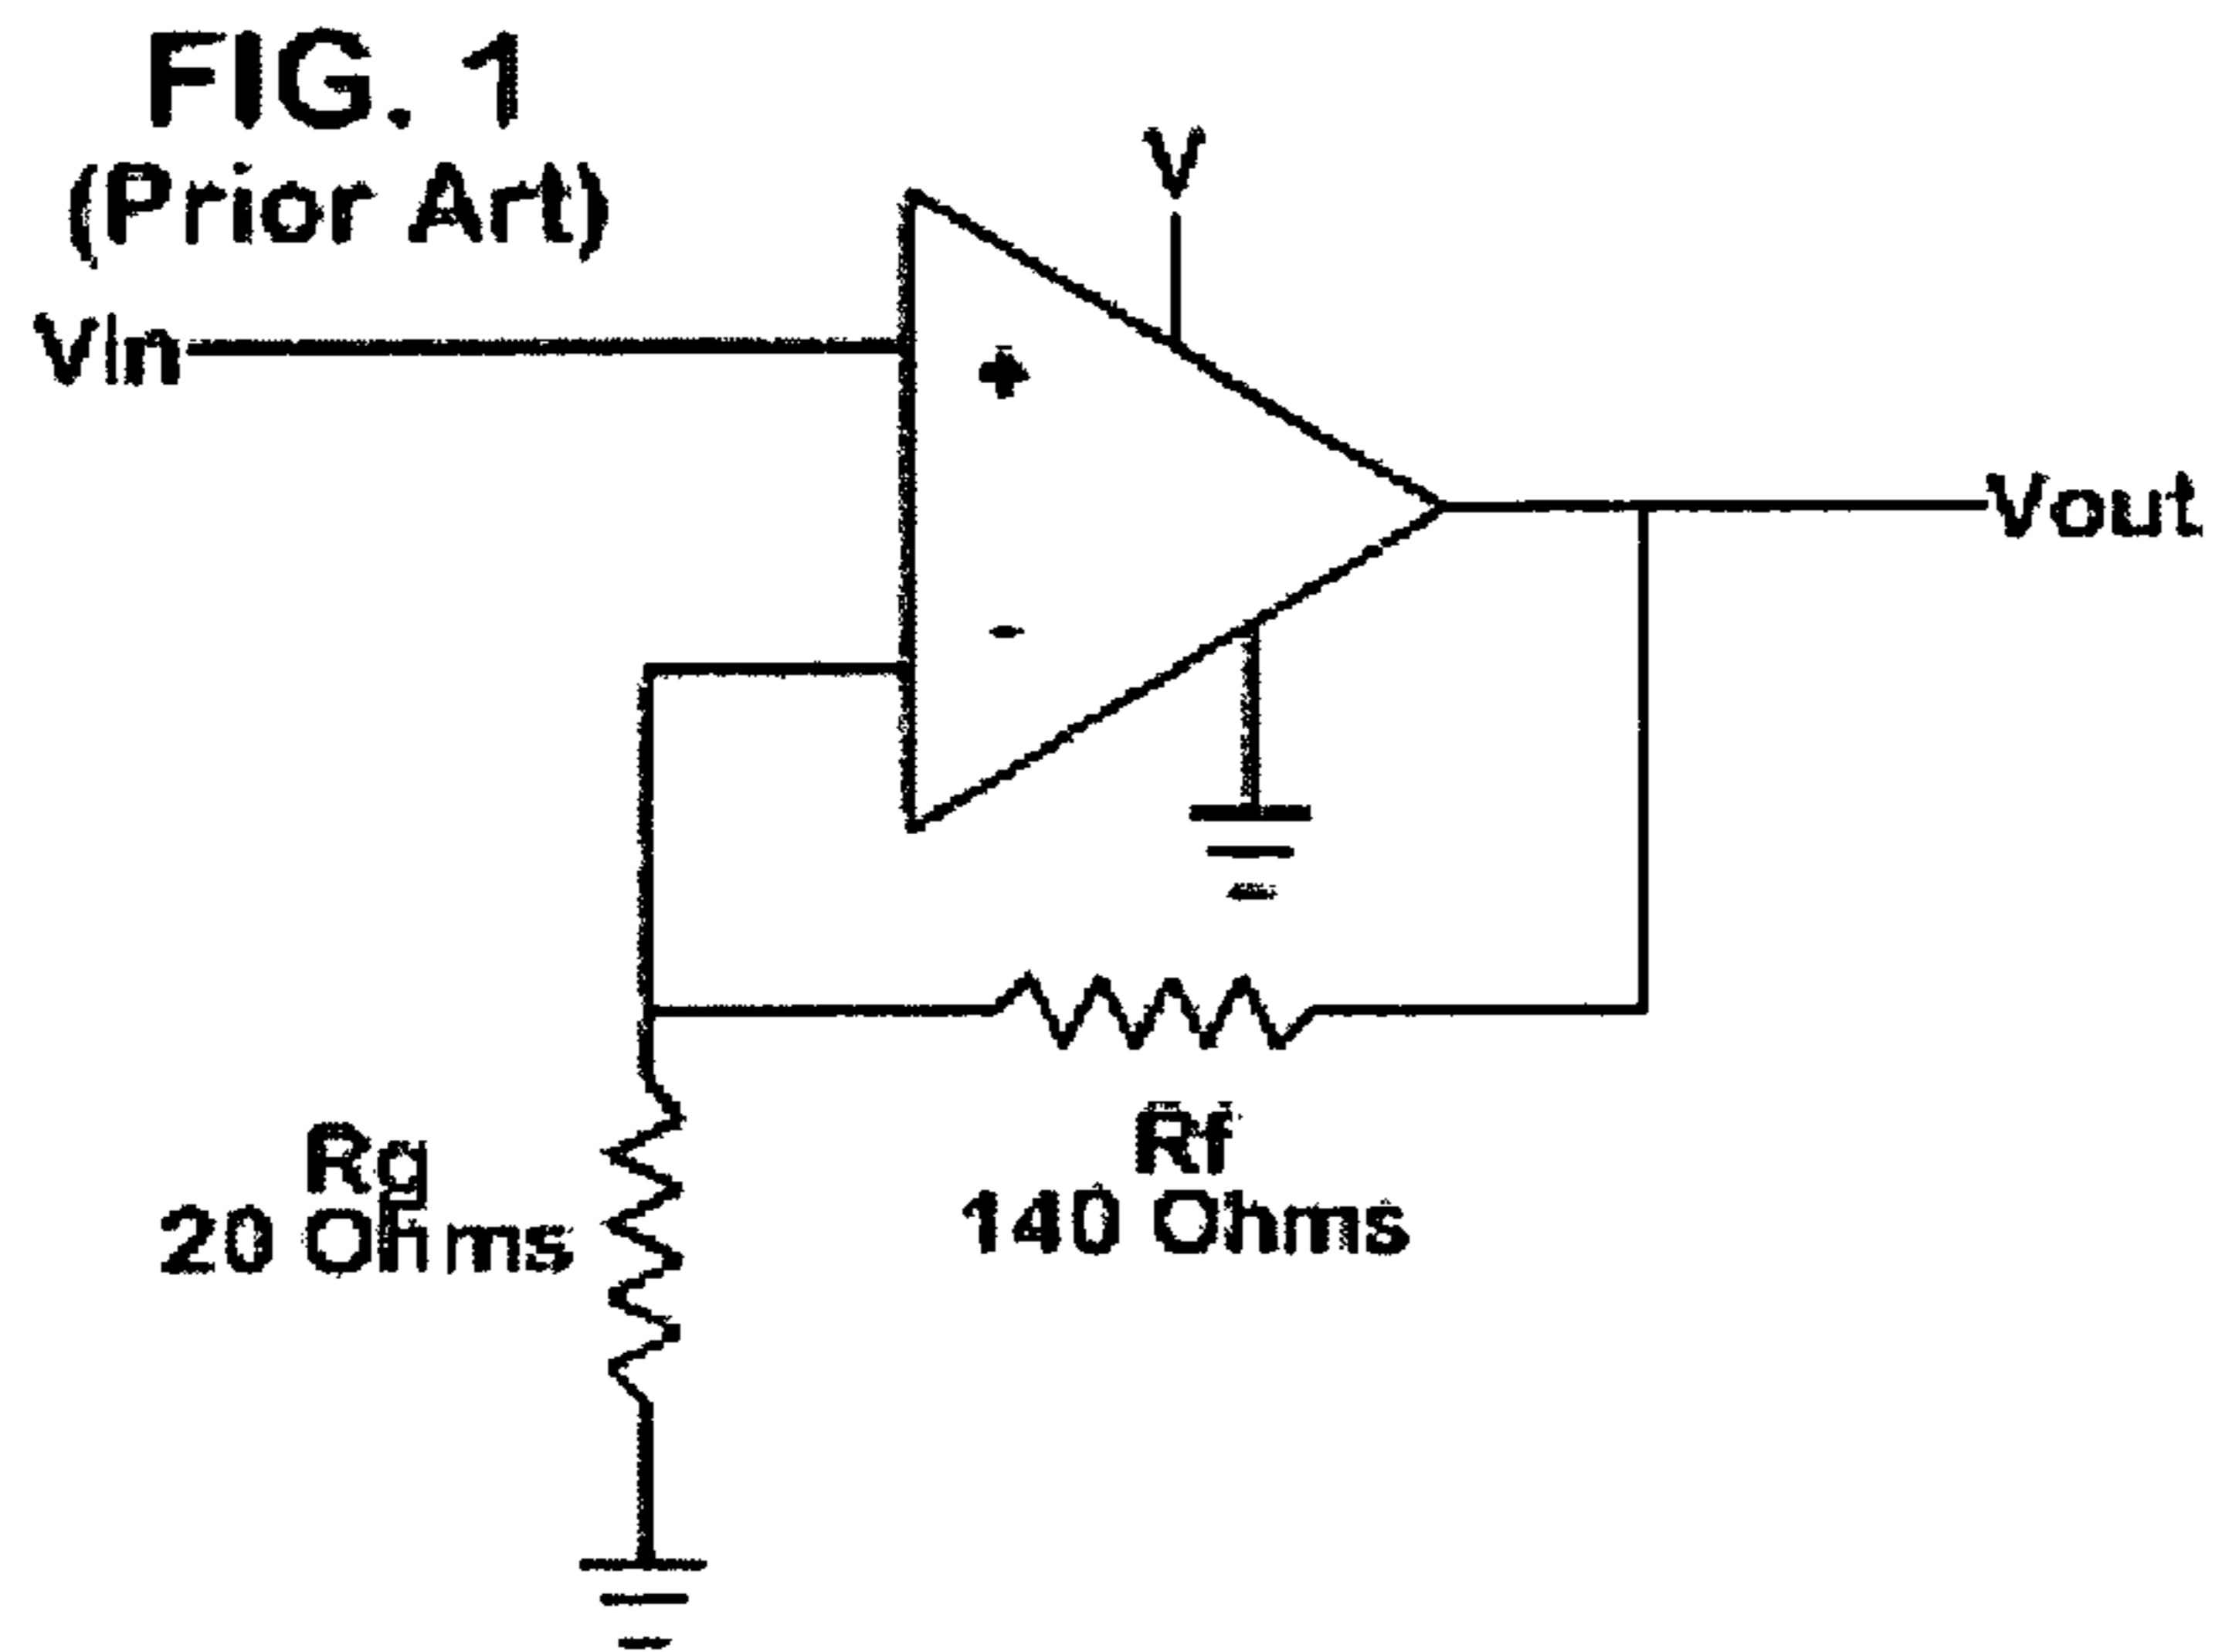 FIG. 1
(Prior Art)
V
VIn
+
Vout
-
Rf
140 Ohms
Rg
20 Ohms